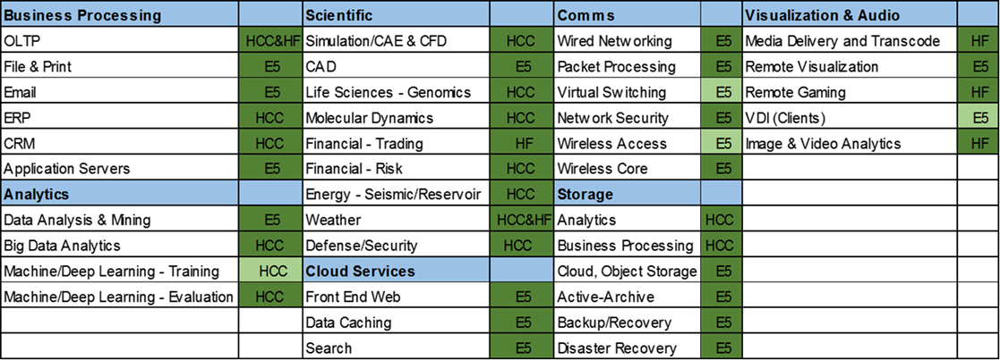 Business Processing Scientific Comms Visualization & Audio
OLTP HCC&HF Simulation/CAE & CFD HCC Wired Networking E5 Media Delivery and Transcode HF
File & Print E5 CAD E5 Packet Processing E5 Remote Visualization E5
Email E5 Life Sciences - Genomics HCC Virtual Switching E5 Remote Gaming HF
ERP HCC Molecular Dynamics HCC Network Security E5 VDI (Clients) E5
CRM HCC Financial - Trading HF Wireless Access E5 Image & Video Analytics HF
Application Servers E5 Financial - Risk HCC Wireless Core E5
Analytics Energy - Seismic/Reservoir HCC Storage
Data Analysis & Mining E5 Weather HCC&HF Analytics HCC
Big Data Analytics HCC Defense/Security HCC Business Processing HCC
Machine/Deep Learning - Training HCC Cloud Services Cloud, Object Storage E5
Machine/Deep Learning - Evaluation HCC Front End Web E5 Active-Archive E5
Data Caching E5 Backup/Recovery E5
Search E5 Disaster Recovery E5